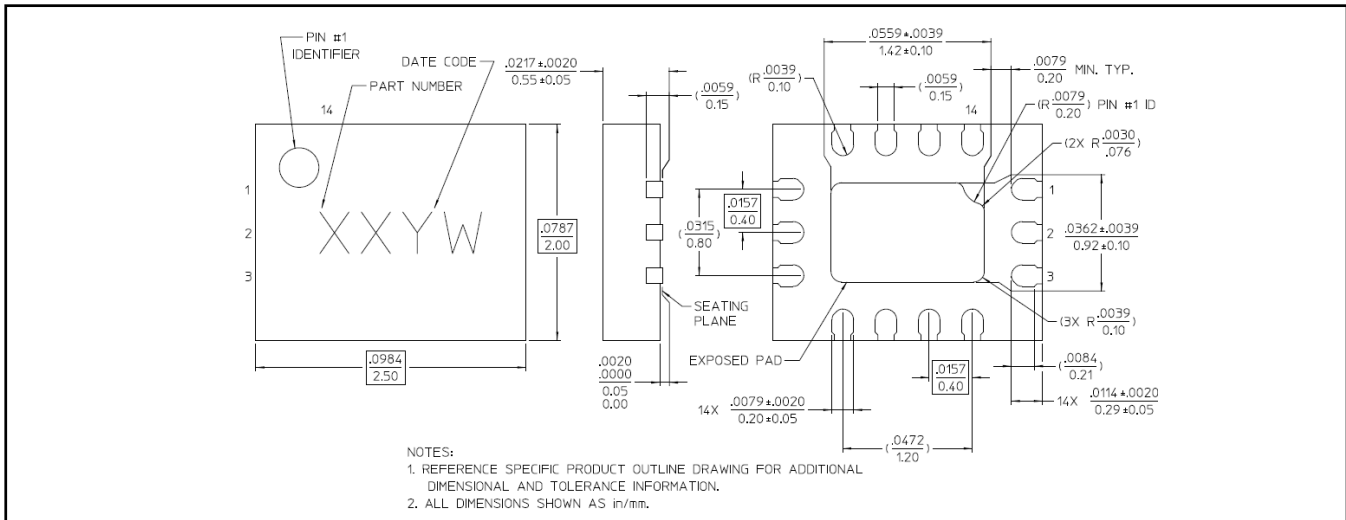 PIN #1
IDENTIFIER
PART NUMBER
DATE CODE
14
1
2
3
XXYW
.0787
2.00
.0984
2.50
.0217±.0020
0.55±0.05
(.0059
0.15)
(.0315
0.80)
SEATING
PLANE
.0020
.0000
0.05
0.00
.0559±.0039
1.42±0.10
(R .0039
0.10)
(.0059
0.15)
.0079
0.20 MIN. TYP.
14
(R .0079
0.20) PIN #1 ID
(2X R .0030
.076)
.0157
0.40
1
2
3
.0362±.0039
0.92±0.10
(3X R .0039
0.10)
EXPOSED PAD
.0157
0.40
(.0084
0.21)
14X .0079±.0020
0.20±0.05
14X .0114±.0020
0.29±0.05
(.0472
1.20)
NOTES:
1. REFERENCE SPECIFIC PRODUCT OUTLINE DRAWING FOR ADDITIONAL
DIMENSIONAL AND TOLERANCE INFORMATION.
2. ALL DIMENSIONS SHOWN AS in/mm.